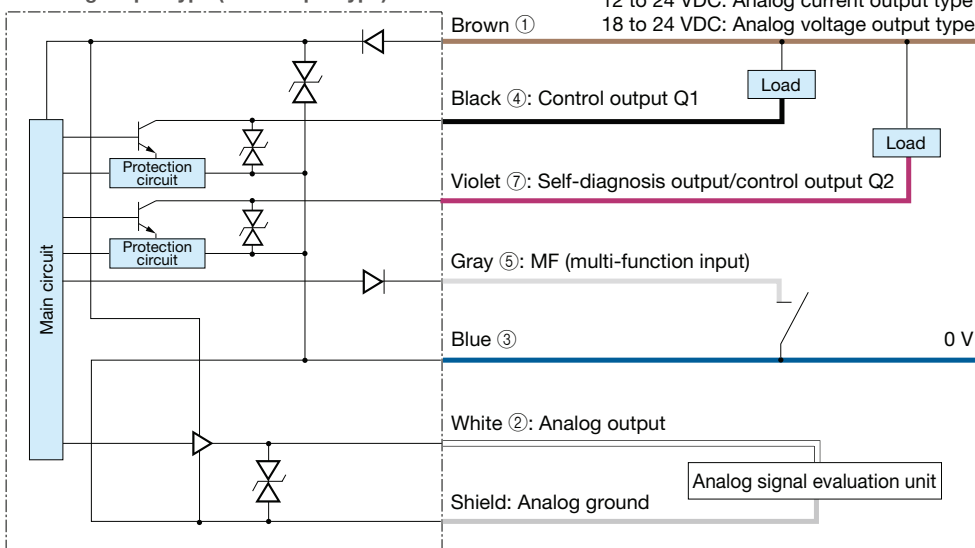 12 to 24 VDC: Analog current output type
Brown ①
18 to 24 VDC: Analog voltage output type
Load
Black ④: Control output Q1
Load
Protection circuit
Violet ⑦: Self-diagnosis output/control output Q2
Protection circuit
Gray ⑤: MF (multi-function input)
Main circuit
Blue ③
0 V
White ②: Analog output
Analog signal evaluation unit
Shield: Analog ground